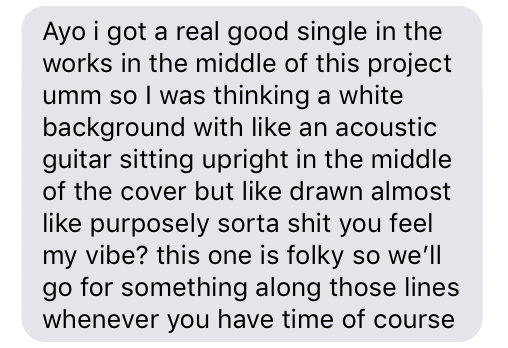 Ayo i got a real good single in the
works in the middle of this project
umm so I was thinking a white
background with like an acoustic
guitar sitting upright in the middle
of the cover but like drawn almost
like purposely sorta shit you feel
my vibe? this one is folky so we’ll
go for something along those lines
whenever you have time of course